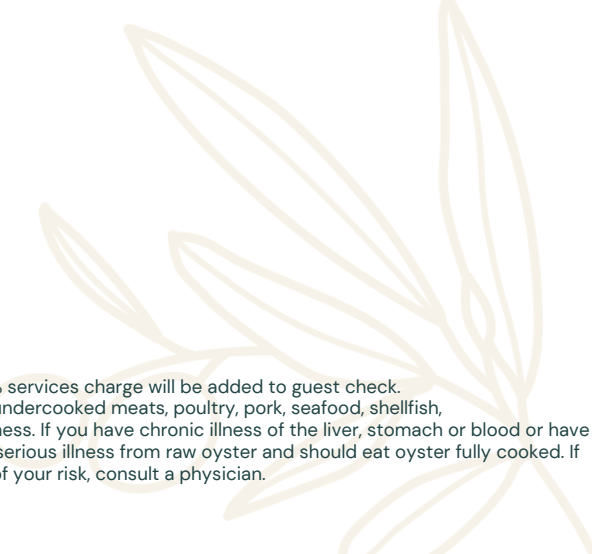 services charge will be added to guest check.
undercooked meats, poultry, pork, seafood, shellfish,
ness. If you have chronic illness of the liver, stomach or blood or have
serious illness from raw oyster and should eat oyster fully cooked. If
of your risk, consult a physician.